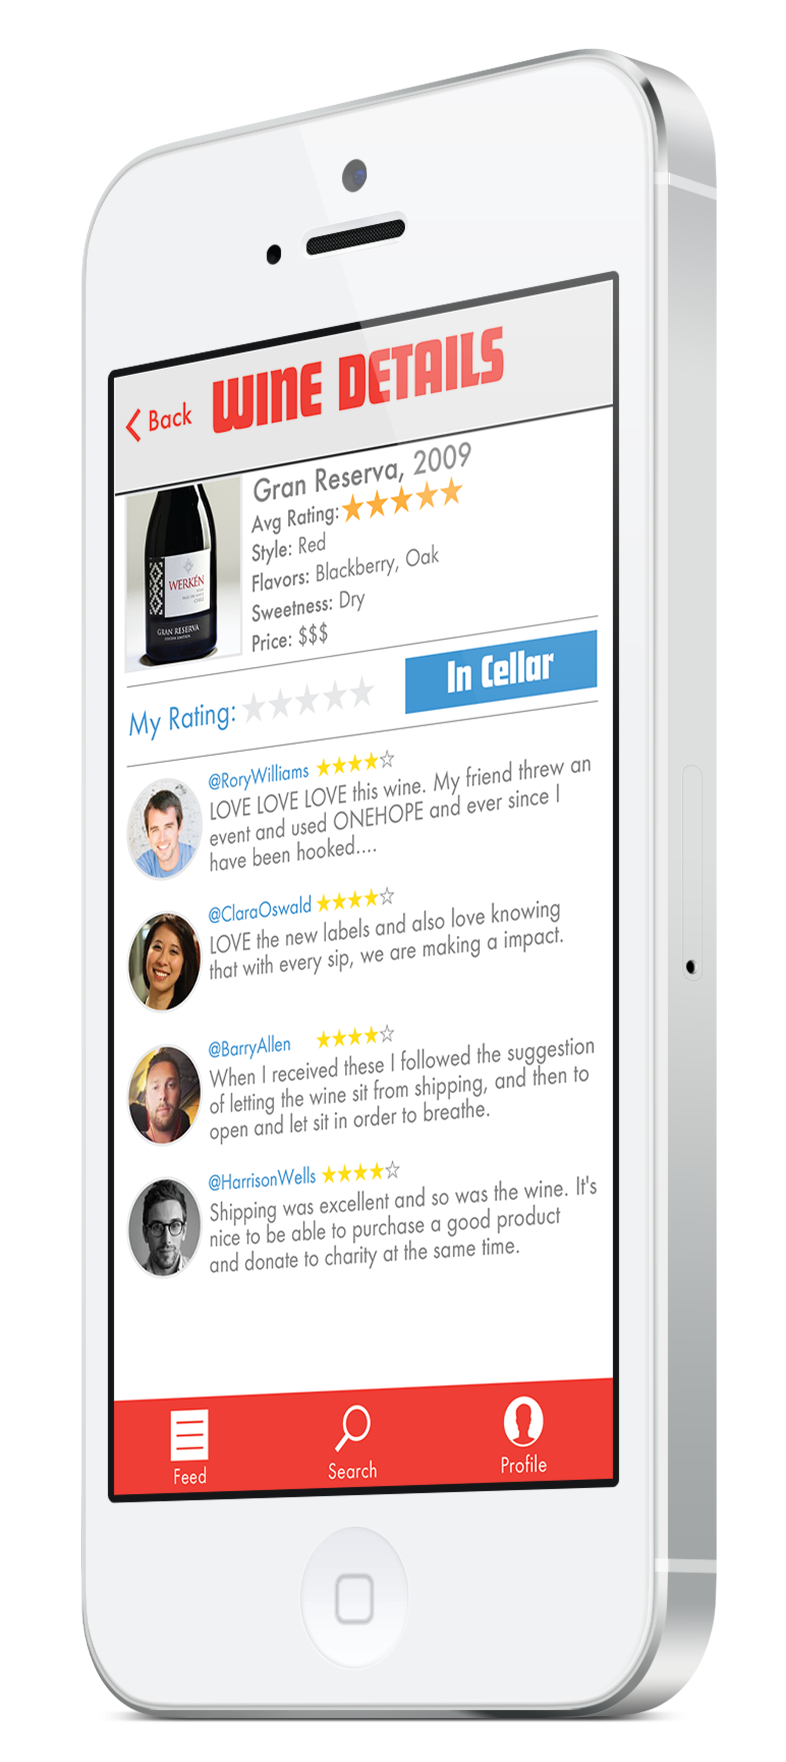 Back
WINE DETAILS
Gran Reserva, 2009
Avg Rating:
Style: Red
Flavors: Blackberry, Oak
Sweetness: Dry
Price: $$$
WERKÉN
GRAN RESERVA
My Rating:
In Cellar
@RoryWilliams
LOVE LOVE LOVE this wine. My friend threw an
event and used ONEHOPE and ever since I
have been hooked....
@ClaraOswald
LOVE the new labels and also love knowing
that with every sip, we are making a impact.
@BarryAllen
When I received these I followed the suggestion
of letting the wine sit from shipping, and then to
open and let sit in order to breathe.
@HarrisonWells
Shipping was excellent and so was the wine. It's
nice to be able to purchase a good product
and donate to charity at the same time.
Feed
Search
Profile